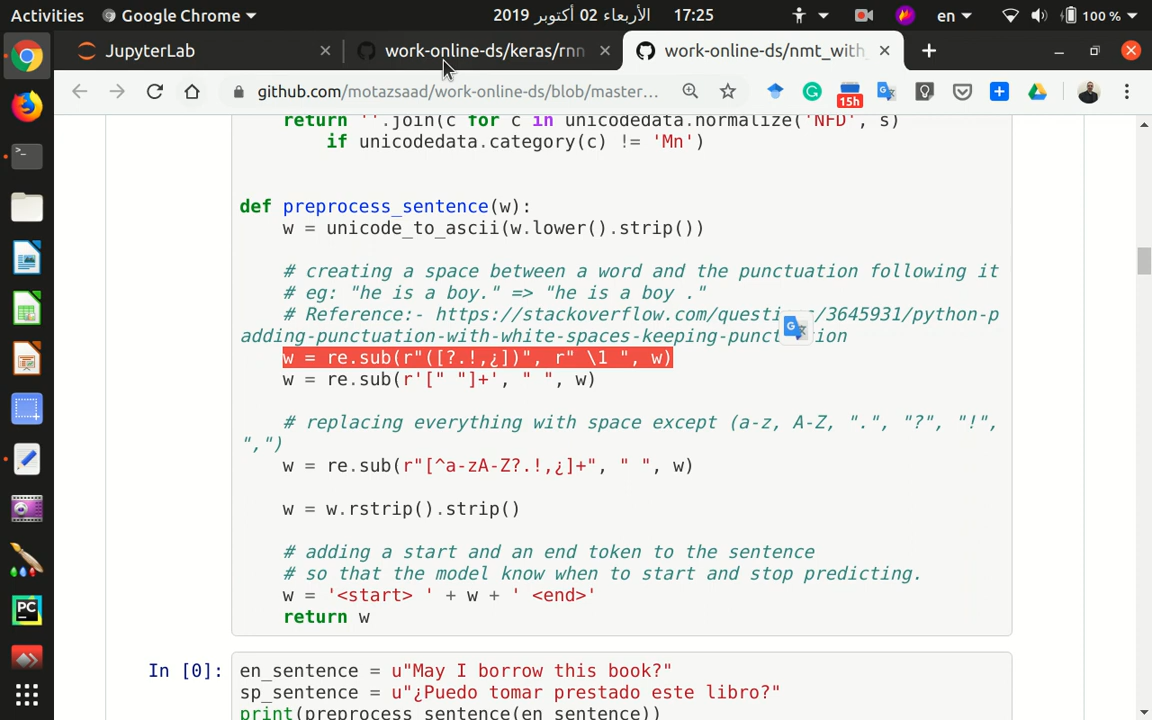 Activities Google Chrome 2019 الأربعاء 02 أكتوبر 17:25 en 100 %
JupyterLab work-online-ds/keras/rnn work-online-ds/nmt_with
github.com/motazsaad/work-online-ds/blob/master... 15h
return ''.join(c for c in unicodedata.normalize('NFD', s)
if unicodedata.category(c) != 'Mn')
def preprocess_sentence(w):
w = unicode_to_ascii(w.lower().strip())
# creating a space between a word and the punctuation following it
# eg: "he is a boy." => "he is a boy ."
# Reference:- https://stackoverflow.com/questions/3645931/python-p
adding-punctuation-with-white-spaces-keeping-punctuation
w = re.sub(r"([?.!,¿])", r" \1 ", w)
w = re.sub(r'[" "]+', " ", w)
# replacing everything with space except (a-z, A-Z, ".", "?", "!",
",")
w = re.sub(r"[^a-zA-Z?.!,¿]+", " ", w)
w = w.rstrip().strip()
# adding a start and an end token to the sentence
# so that the model know when to start and stop predicting.
w = '<start> ' + w + ' <end>'
return w
In [0]: en_sentence = u"May I borrow this book?"
sp_sentence = u"¿Puedo tomar prestado este libro?"
print(preprocess_sentence(en_sentence))